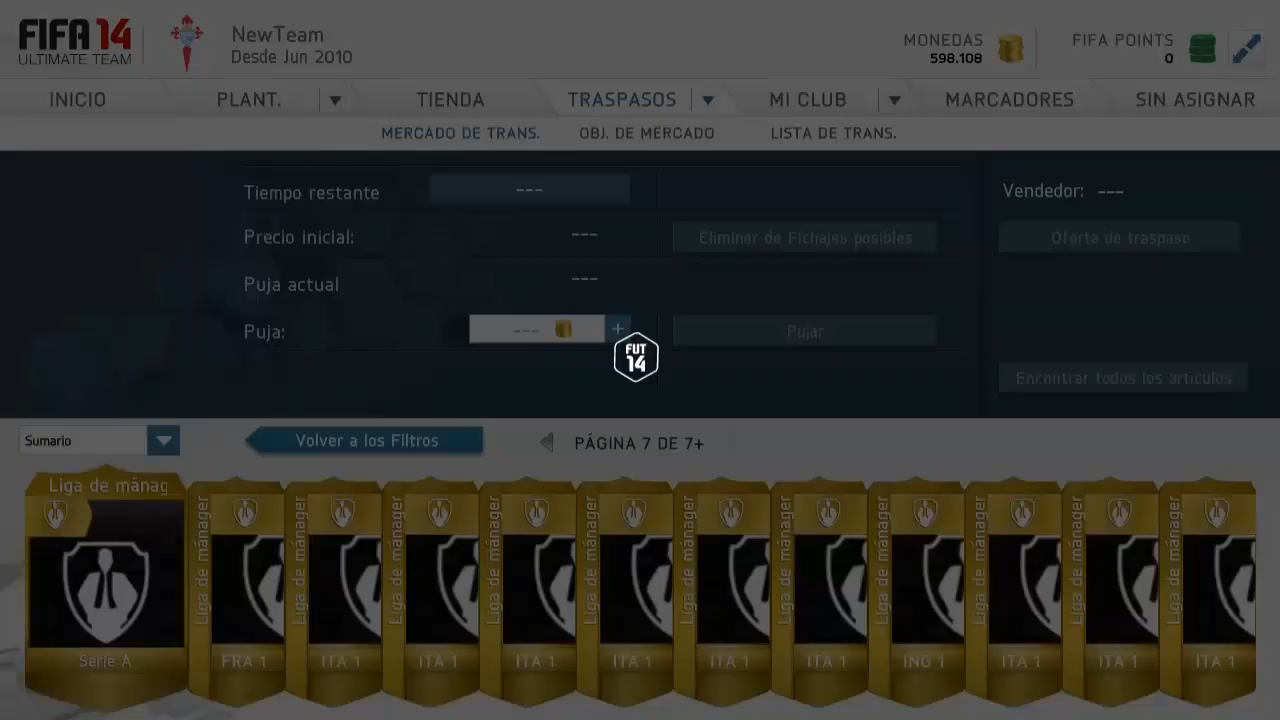 FIFA 14
ULTIMATE TEAM
NewTeam
Desde Jun 2010
MONEDAS
598.108
FIFA POINTS
0
INICIO
PLANT.
TIENDA
TRASPASOS
MI CLUB
MARCADORES
SIN ASIGNAR
MERCADO DE TRANS.
OBJ. DE MERCADO
LISTA DE TRANS.
Tiempo restante
---
Vendedor: ---
Precio inicial:
---
Eliminar de Fichajes posibles
Oferta de traspaso
Puja actual
---
Puja:
---
+
Pujar
FUT
14
Encontrar todos los artículos
Sumario
Volver a los Filtros
PÁGINA 7 DE 7+
Liga de mánag
Serie A
Liga de mánager
FRA 1
Liga de mánager
ITA 1
Liga de mánager
ITA 1
Liga de mánager
ITA 1
Liga de mánager
ITA 1
Liga de mánager
ITA 1
Liga de mánager
ITA 1
Liga de mánager
ING 1
Liga de mánager
ITA 1
Liga de mánager
ITA 1
Liga de mánager
ITA 1